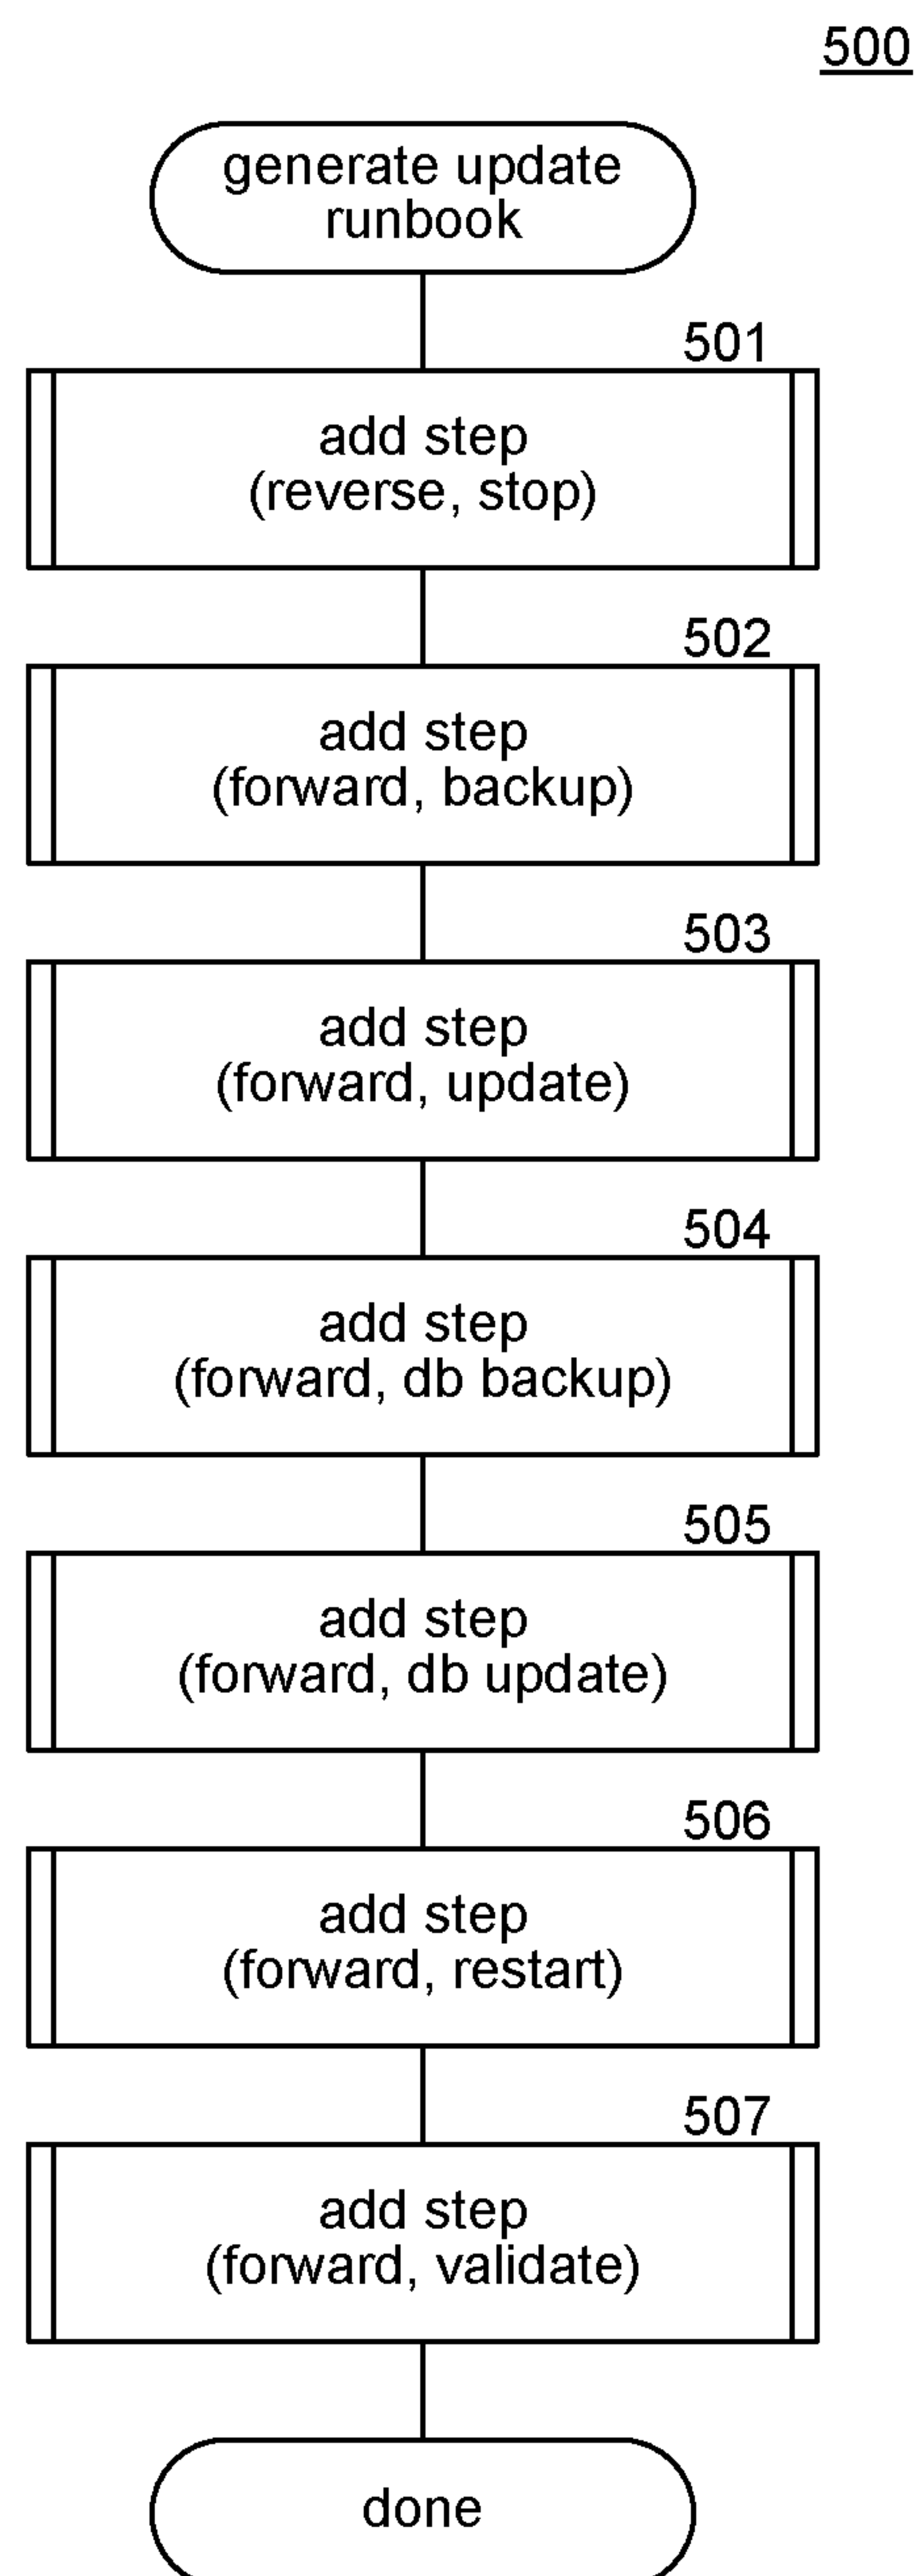 500
generate update
runbook
501
add step
(reverse, stop)
502
add step
(forward, backup)
503
add step
(forward, update)
504
add step
(forward, db backup)
505
add step
(forward, db update)
506
add step
(forward, restart)
507
add step
(forward, validate)
done